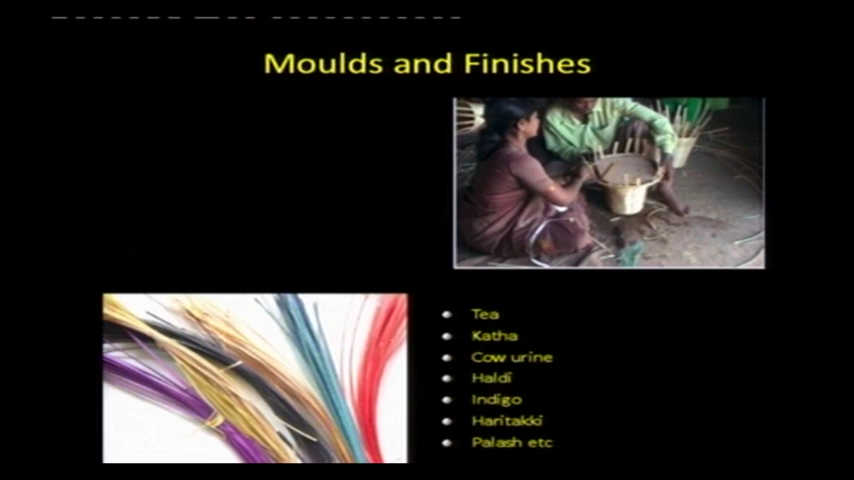 Moulds and Finishes
Tea
Katha
Cow urine
Haldi
Indigo
Haritakki
Palash etc